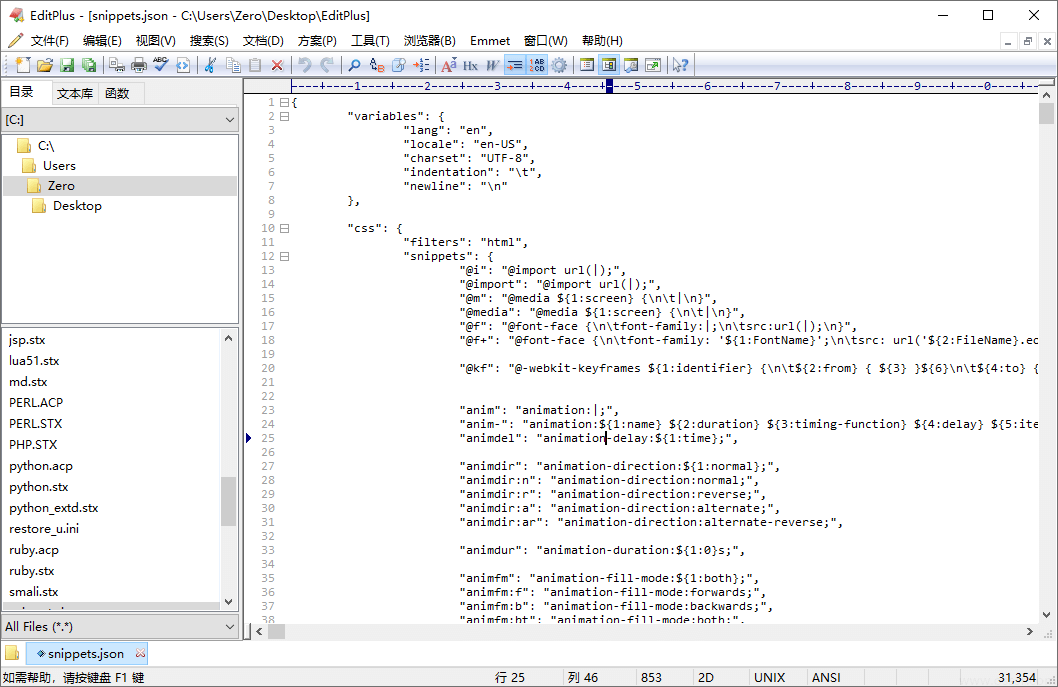 EditPlus - [snippets.json - C:\Users\Zero\Desktop\EditPlus]
文件(F) 编辑(E) 视图(V) 搜索(S) 文档(D) 方案(P) 工具(T) 浏览器(B) Emmet 窗口(W) 帮助(H)
目录 文本库 函数
[C:]
C:\
Users
Zero
Desktop
jsp.stx
lua51.stx
md.stx
PERL.ACP
PERL.STX
PHP.STX
python.acp
python.stx
python_extd.stx
restore_u.ini
ruby.acp
ruby.stx
smali.stx
All Files (*.*)
----+----1----+----2----+----3----+----4----+----5----+----6----+----7----+----8----+----9----+----0----+---
1 {
2 "variables": {
3 "lang": "en",
4 "locale": "en-US",
5 "charset": "UTF-8",
6 "indentation": "\t",
7 "newline": "\n"
8 },
9
10 "css": {
11 "filters": "html",
12 "snippets": {
13 "@i": "@import url(|);",
14 "@import": "@import url(|);",
15 "@m": "@media ${1:screen} {\n\t|\n}",
16 "@media": "@media ${1:screen} {\n\t|\n}",
17 "@f": "@font-face {\n\tfont-family:|;\n\tsrc:url(|);\n}",
18 "@f+": "@font-face {\n\tfont-family: '${1:FontName}';\n\tsrc: url('${2:FileName}.eo
19
20 "@kf": "@-webkit-keyframes ${1:identifier} {\n\t${2:from} { ${3} }${6}\n\t${4:to} {
21
22
23 "anim": "animation:|;",
24 "anim-": "animation:${1:name} ${2:duration} ${3:timing-function} ${4:delay} ${5:ite
25 "animdel": "animation-delay:${1:time};",
26
27 "animdir": "animation-direction:${1:normal};",
28 "animdir:n": "animation-direction:normal;",
29 "animdir:r": "animation-direction:reverse;",
30 "animdir:a": "animation-direction:alternate;",
31 "animdir:ar": "animation-direction:alternate-reverse;",
32
33 "animdur": "animation-duration:${1:0}s;",
34
35 "animfm": "animation-fill-mode:${1:both};",
36 "animfm:f": "animation-fill-mode:forwards;",
37 "animfm:b": "animation-fill-mode:backwards;",
38 "animfm:bt": "animation-fill-mode:both;",
snippets.json
如需帮助，请按键盘 F1 键 行 25 列 46 853 2D UNIX ANSI 31,354